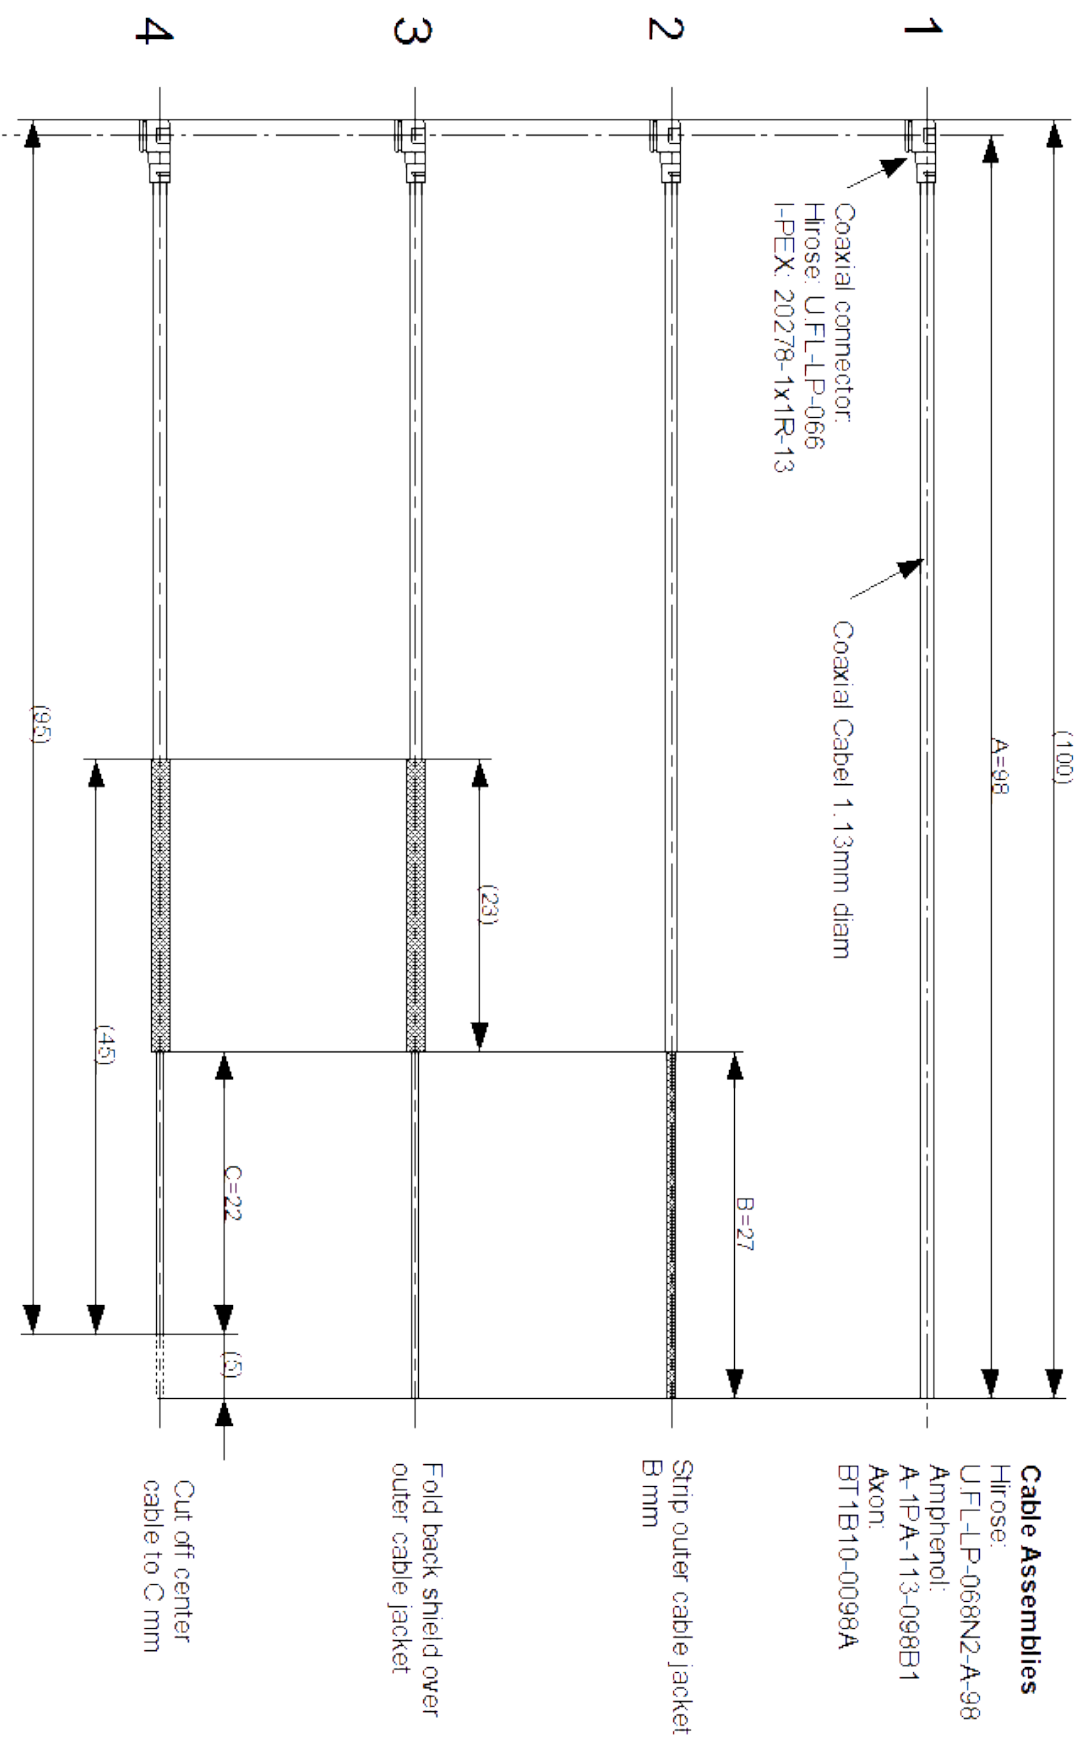 1
(100)
A=98
Coaxial connector:
Hirose: U.FL-LP-066
I-PEX: 20278-1x1R-13
Coaxial Cabel 1.13mm diam
Cable Assemblies
Hirose:
U.FL-LP-068N2-A-98
Amphenol:
A-1PA-113-098B1
Axon:
BT1B10-0098A
2
B=27
Strip outer cable jacket
B mm
3
(23)
Fold back shield over
outer cable jacket
4
C=22
(5)
(45)
(95)
Cut off center
cable to C mm